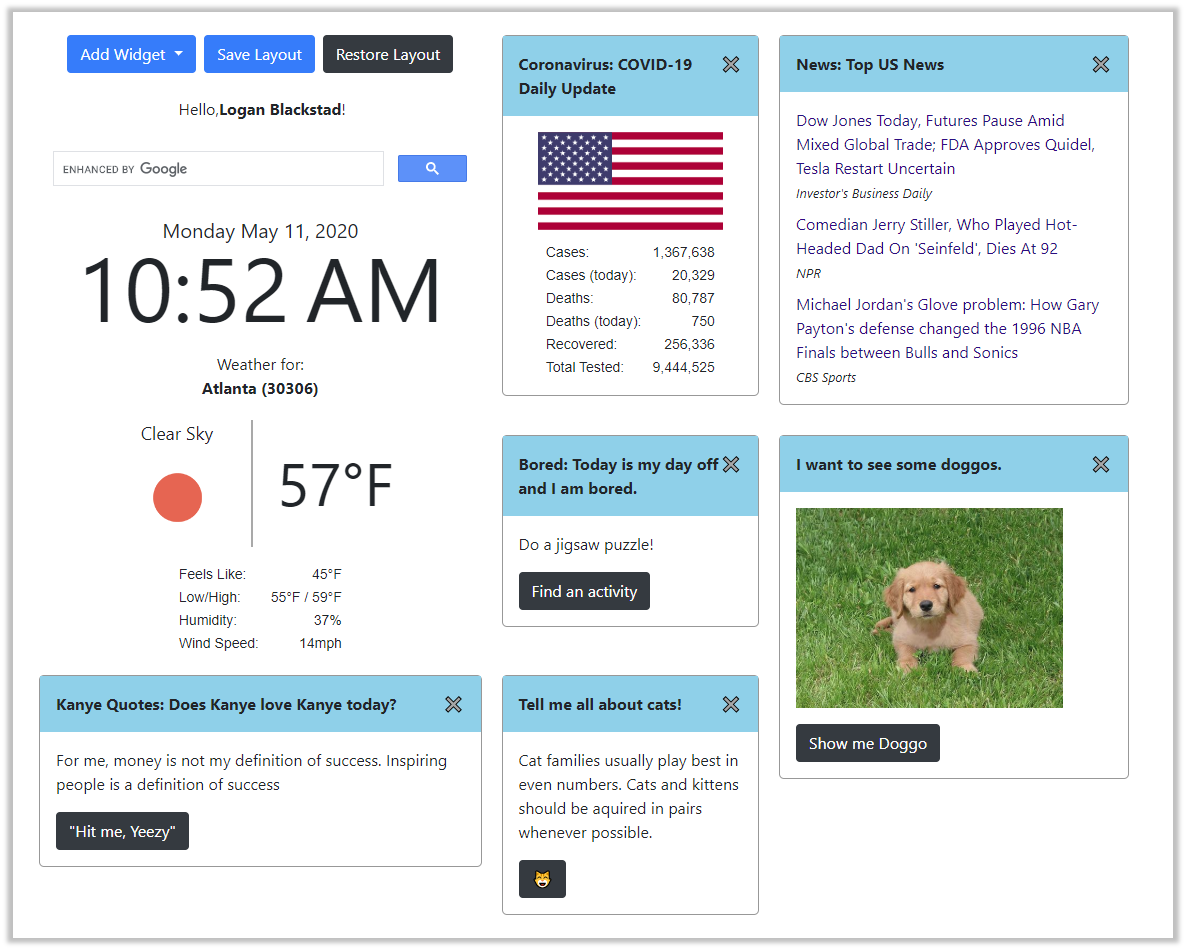 Add Widget
Save Layout
Restore Layout
Hello,Logan Blackstad!
ENHANCED BY Google
Monday May 11, 2020
10:52 AM
Weather for:
Atlanta (30306)
Clear Sky
57°F
Feels Like: 45°F
Low/High: 55°F / 59°F
Humidity: 37%
Wind Speed: 14mph
Coronavirus: COVID-19
Daily Update
Cases: 1,367,638
Cases (today): 20,329
Deaths: 80,787
Deaths (today): 750
Recovered: 256,336
Total Tested: 9,444,525
News: Top US News
Dow Jones Today, Futures Pause Amid
Mixed Global Trade; FDA Approves Quidel,
Tesla Restart Uncertain
Investor's Business Daily
Comedian Jerry Stiller, Who Played Hot-
Headed Dad On 'Seinfeld', Dies At 92
NPR
Michael Jordan's Glove problem: How Gary
Payton's defense changed the 1996 NBA
Finals between Bulls and Sonics
CBS Sports
Bored: Today is my day off
and I am bored.
Do a jigsaw puzzle!
Find an activity
I want to see some doggos.
Show me Doggo
Kanye Quotes: Does Kanye love Kanye today?
For me, money is not my definition of success. Inspiring
people is a definition of success
"Hit me, Yeezy"
Tell me all about cats!
Cat families usually play best in
even numbers. Cats and kittens
should be aquired in pairs
whenever possible.